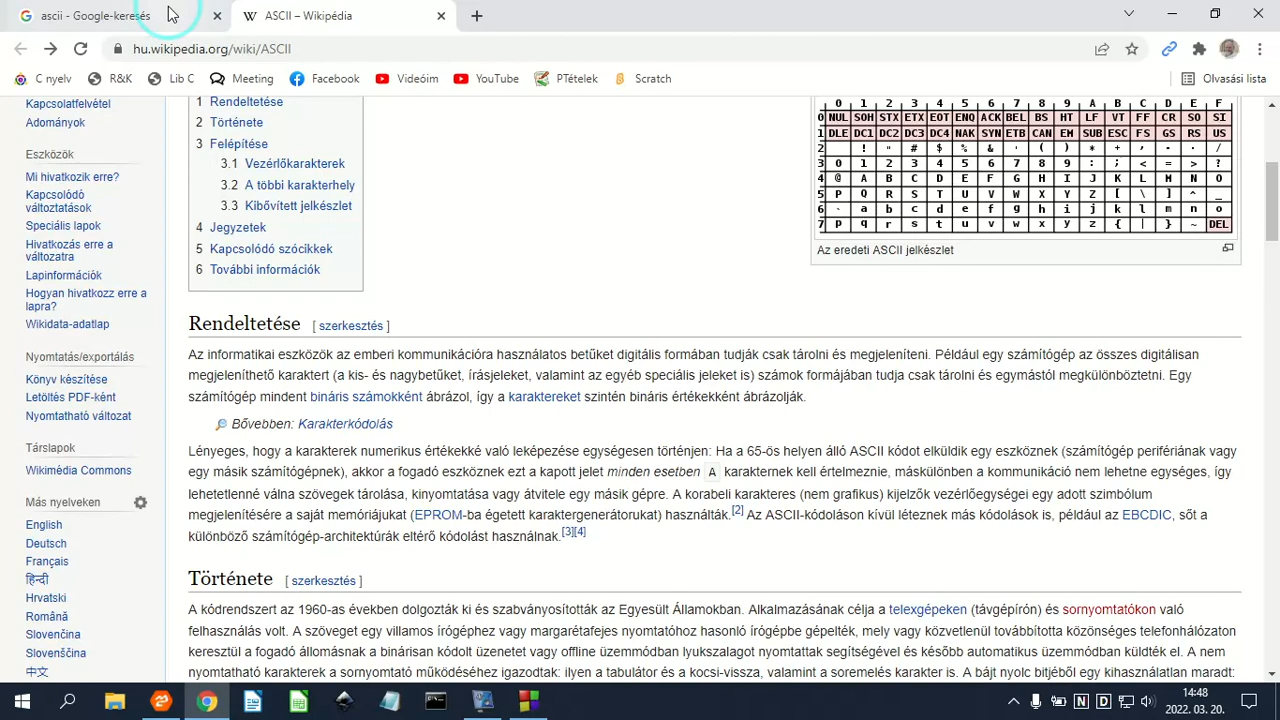 ascii - Google-keresés
ASCII – Wikipédia
hu.wikipedia.org/wiki/ASCII
C nyelv R&K Lib C Meeting Facebook Videóim YouTube PTételek Scratch Olvasási lista
Kapcsolatfelvétel
Adományok
Eszközök
Mi hivatkozik erre?
Kapcsolódó
változtatások
Speciális lapok
Hivatkozás erre a
változatra
Lapinformációk
Hogyan hivatkozz erre a
lapra?
Wikidata-adatlap
Nyomtatás/exportálás
Könyv készítése
Letöltés PDF-ként
Nyomtatható változat
Társlapok
Wikimédia Commons
Más nyelveken
English
Deutsch
Français
हिन्दी
Hrvatski
Română
Slovenčina
Slovenščina
中文
1 Rendeltetése
2 Története
3 Felépítése
3.1 Vezérlőkarakterek
3.2 A többi karakterhely
3.3 Kibővített jelkészlet
4 Jegyzetek
5 Kapcsolódó szócikkek
6 További információk
0 1 2 3 4 5 6 7 8 9 A B C D E F
0 NUL SOH STX ETX EOT ENQ ACK BEL BS HT LF VT FF CR SO SI
1 DLE DC1 DC2 DC3 DC4 NAK SYN ETB CAN EM SUB ESC FS GS RS US
2 ! " # $ % & ' ( ) * + , - . /
3 0 1 2 3 4 5 6 7 8 9 : ; < = > ?
4 @ A B C D E F G H I J K L M N O
5 P Q R S T U V W X Y Z [ \ ] ^ _
6 ` a b c d e f g h i j k l m n o
7 p q r s t u v w x y z { | } ~ DEL
Az eredeti ASCII jelkészlet
Rendeltetése [ szerkesztés ]
Az informatikai eszközök az emberi kommunikációra használatos betűket digitális formában tudják csak tárolni és megjeleníteni. Például egy számítógép az összes digitálisan
megjeleníthető karaktert (a kis- és nagybetűket, írásjeleket, valamint az egyéb speciális jeleket is) számok formájában tudja csak tárolni és egymástól megkülönböztetni. Egy
számítógép mindent bináris számokként ábrázol, így a karaktereket szintén bináris értékekként ábrázolják.
Bővebben: Karakterkódolás
Lényeges, hogy a karakterek numerikus értékekké való leképezése egységesen történjen: Ha a 65-ös helyen álló ASCII kódot elküldik egy eszköznek (számítógép perifériának vagy
egy másik számítógépnek), akkor a fogadó eszköznek ezt a kapott jelet minden esetben A karakternek kell értelmeznie, máskülönben a kommunikáció nem lehetne egységes, így
lehetetlenné válna szövegek tárolása, kinyomtatása vagy átvitele egy másik gépre. A korabeli karakteres (nem grafikus) kijelzők vezérlőegységei egy adott szimbólum
megjelenítésére a saját memóriájukat (EPROM-ba égetett karaktergenerátorukat) használták.[2] Az ASCII-kódoláson kívül léteznek más kódolások is, például az EBCDIC, sőt a
különböző számítógép-architektúrák eltérő kódolást használnak.[3][4]
Története [ szerkesztés ]
A kódrendszert az 1960-as években dolgozták ki és szabványosították az Egyesült Államokban. Alkalmazásának célja a telexgépeken (távgépírón) és sornyomtatókon való
felhasználás volt. A szöveget egy villamos írógéphez vagy margarétafejes nyomtatóhoz hasonló írógépbe gépelték, mely vagy közvetlenül továbbította közönséges telefonhálózaton
keresztül a fogadó állomásnak a binárisan kódolt üzenetet vagy offline üzemmódban lyukszalagot nyomtattak segítségével és később automatikus üzemmódban küldték el. A nem
nyomtatható karakterek a sornyomtató működéséhez igazodtak: ilyen a tabulátor és a kocsi-vissza, valamint a soremelés karakter is. A bájt nyolc bitjéből egy kihasználatlan maradt:
N D
14:48
2022. 03. 20.